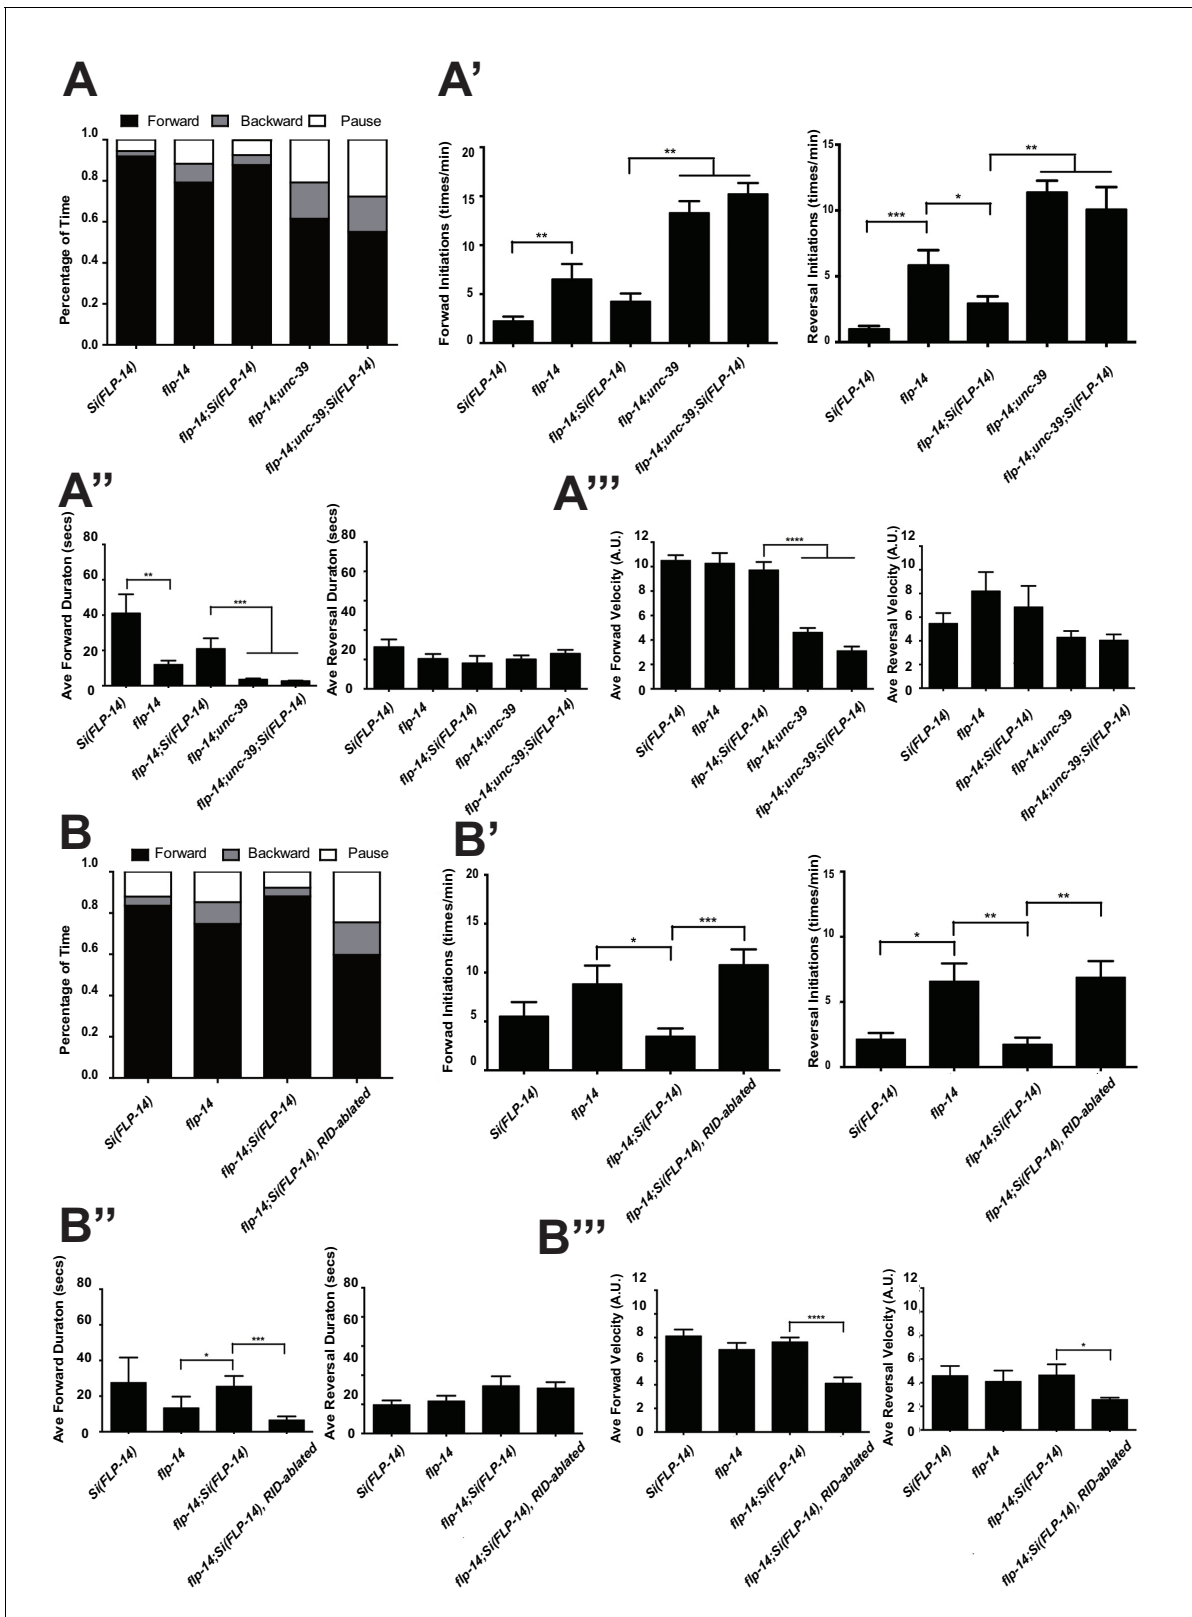 A
Forward Backward Pause
Percentage of Time
1.0
0.8
0.6
0.4
0.2
0.0
Si(FLP-14)
flp-14
flp-14;Si(FLP-14)
flp-14;unc-39
flp-14;unc-39;Si(FLP-14)
A’
Forwad Initiations (times/min)
20
15
10
5
0
**
**
Si(FLP-14)
flp-14
flp-14;Si(FLP-14)
flp-14;unc-39
flp-14;unc-39;Si(FLP-14)
Reversal Initiations (times/min)
15
10
5
0
***
*
**
Si(FLP-14)
flp-14
flp-14;Si(FLP-14)
flp-14;unc-39
flp-14;unc-39;Si(FLP-14)
A’’
Ave Forward Duraton (secs)
80
60
40
20
0
**
***
Si(FLP-14)
flp-14
flp-14;Si(FLP-14)
flp-14;unc-39
flp-14;unc-39;Si(FLP-14)
Ave Reversal Duraton (secs)
80
60
40
20
0
Si(FLP-14)
flp-14
flp-14;Si(FLP-14)
flp-14;unc-39
flp-14;unc-39;Si(FLP-14)
A’’’
Ave Forwad Velocity (A.U.)
12
10
8
6
4
2
0
****
Si(FLP-14)
flp-14
flp-14;Si(FLP-14)
flp-14;unc-39
flp-14;unc-39;Si(FLP-14)
Ave Reversal Velocity (A.U.)
12
10
8
6
4
2
0
Si(FLP-14)
flp-14
flp-14;Si(FLP-14)
flp-14;unc-39
flp-14;unc-39;Si(FLP-14)
B
Forward Backward Pause
Percentage of Time
1.0
0.8
0.6
0.4
0.2
0.0
Si(FLP-14)
flp-14
flp-14;Si(FLP-14)
flp-14;Si(FLP-14), RID-ablated
B’
Forwad Initiations (times/min)
20
15
10
5
0
*
***
Si(FLP-14)
flp-14
flp-14;Si(FLP-14)
flp-14;Si(FLP-14), RID-ablated
Reversal Initiations (times/min)
15
10
5
0
*
**
**
Si(FLP-14)
flp-14
flp-14;Si(FLP-14)
flp-14;Si(FLP-14), RID-ablated
B’’
Ave Forward Duraton (secs)
80
60
40
20
0
*
***
Si(FLP-14)
flp-14
flp-14;Si(FLP-14)
flp-14;Si(FLP-14), RID-ablated
Ave Reversal Duraton (secs)
80
60
40
20
0
Si(FLP-14)
flp-14
flp-14;Si(FLP-14)
flp-14;Si(FLP-14), RID-ablated
B’’’
Ave Forwad Velocity (A.U.)
12
10
8
6
4
2
0
****
Si(FLP-14)
flp-14
flp-14;Si(FLP-14)
flp-14;Si(FLP-14), RID-ablated
Ave Reversal Velocity (A.U.)
12
10
8
6
4
2
0
*
Si(FLP-14)
flp-14
flp-14;Si(FLP-14)
flp-14;Si(FLP-14), RID-ablated